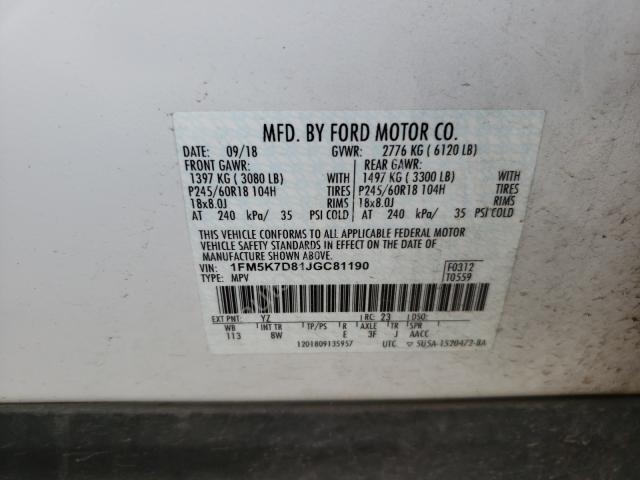 MFD. BY FORD MOTOR CO.
DATE: 09/18 GVWR: 2776 KG ( 6120 LB)
FRONT GAWR: REAR GAWR:
1397 KG ( 3080 LB) WITH 1497 KG ( 3300 LB) WITH
P245/60R18 104H TIRES P245/60R18 104H TIRES
18x8.0J RIMS 18x8.0J RIMS
AT 240 kPa/ 35 PSI COLD AT 240 kPa/ 35 PSI COLD
THIS VEHICLE CONFORMS TO ALL APPLICABLE FEDERAL MOTOR
VEHICLE SAFETY STANDARDS IN EFFECT ON THE DATE OF
MANUFACTURE SHOWN ABOVE.
VIN: 1FM5K7D81JGC81190 F0312
TYPE: MPV T0559
EXT PNT: YZ RC: 23 DSO:
WB INT TR TP/PS R AXLE TR SPR
113 8W E 3F J AACC
1201809135957 UTC ▽ 5U5A-1520472-BA